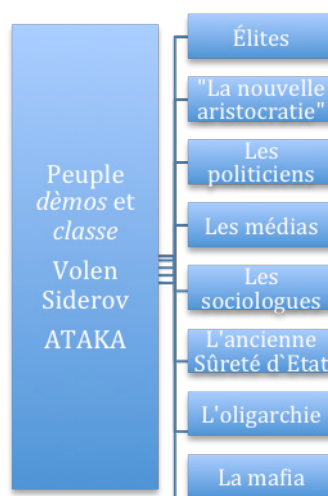 Peuple
dèmos et
classe
Volen
Siderov
ATAKA
Élites
"La nouvelle
aristocratie"
Les
politiciens
Les médias
Les
sociologues
L'ancienne
Sûreté d`Etat
L'oligarchie
La mafia